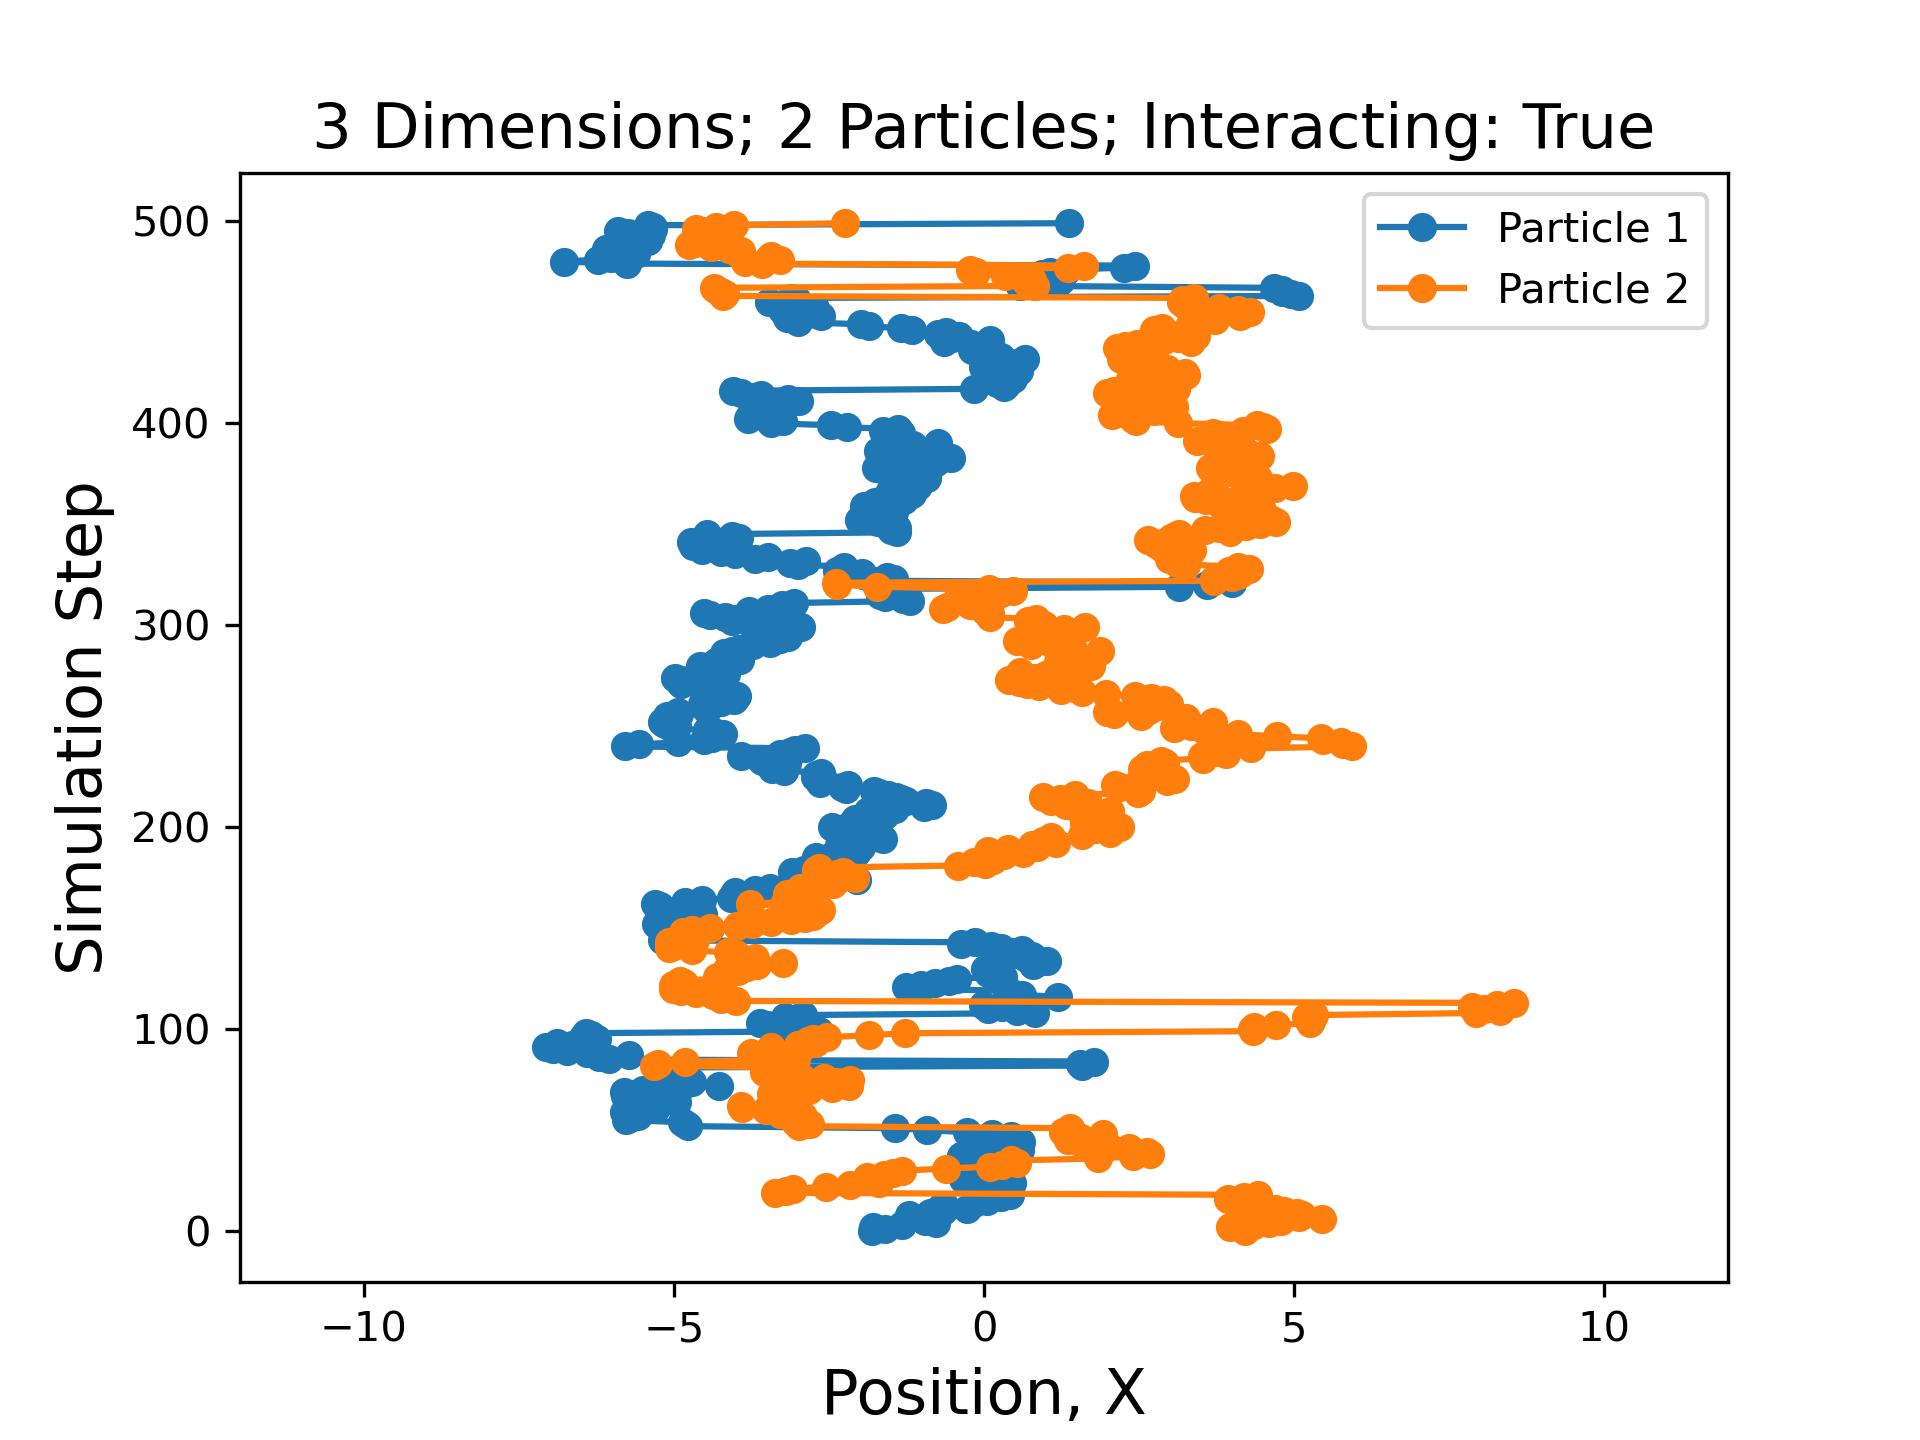 3 Dimensions; 2 Particles; Interacting: True
Particle 1
Particle 2
Simulation Step
500
400
300
200
100
0
−10
−5
0
5
10
Position, X